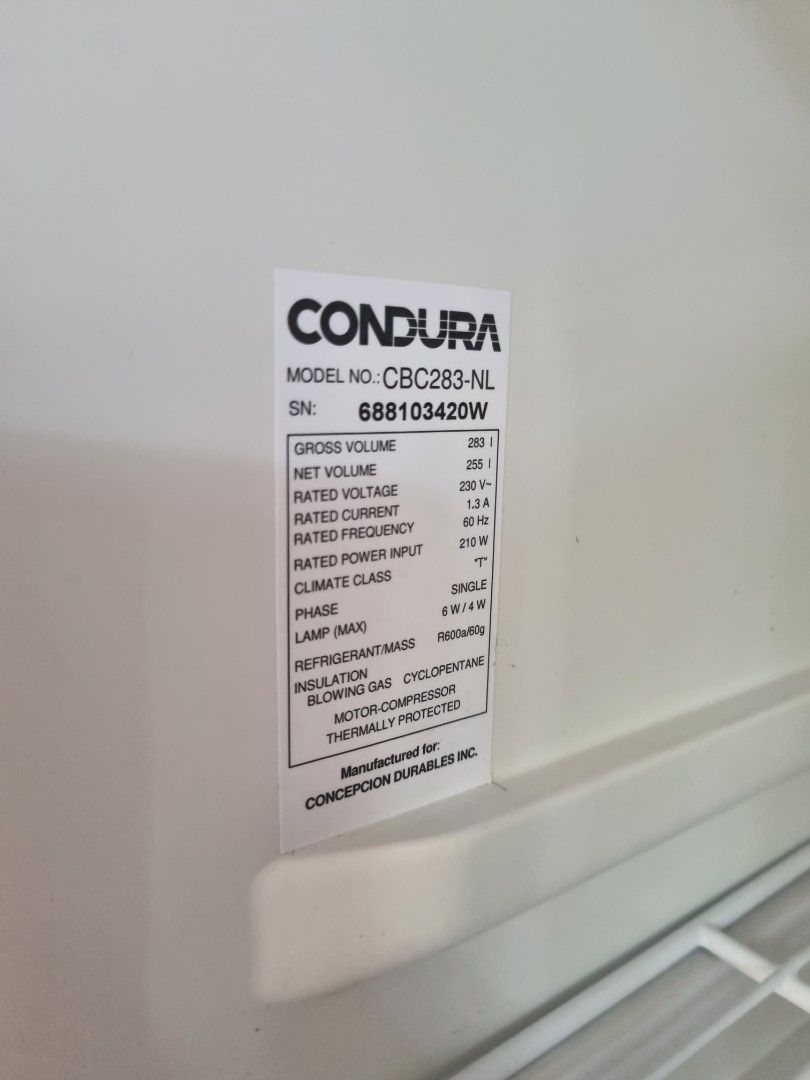 CONDURA
MODEL NO.: CBC283-NL
SN: 688103420W
GROSS VOLUME 283 l
NET VOLUME 255 l
RATED VOLTAGE 230 V~
RATED CURRENT 1.3 A
RATED FREQUENCY 60 Hz
RATED POWER INPUT 210 W
CLIMATE CLASS "T"
PHASE SINGLE
LAMP (MAX) 6 W / 4 W
REFRIGERANT/MASS R600a/60g
INSULATION
BLOWING GAS CYCLOPENTANE
MOTOR-COMPRESSOR
THERMALLY PROTECTED
Manufactured for:
CONCEPCION DURABLES INC.